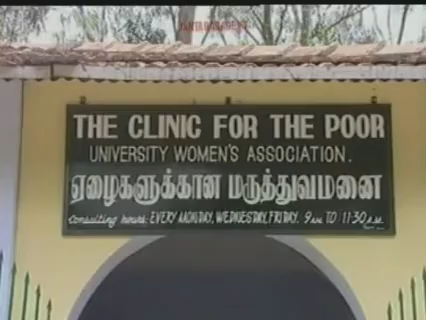 THE CLINIC FOR THE POOR
UNIVERSITY WOMEN'S ASSOCIATION.
ஏழைகளுக்கான மருத்துவமனை
Consulting hours: EVERY MONDAY, WEDNESDAY, FRIDAY. 9 A.M. TO 11·30 A.M.